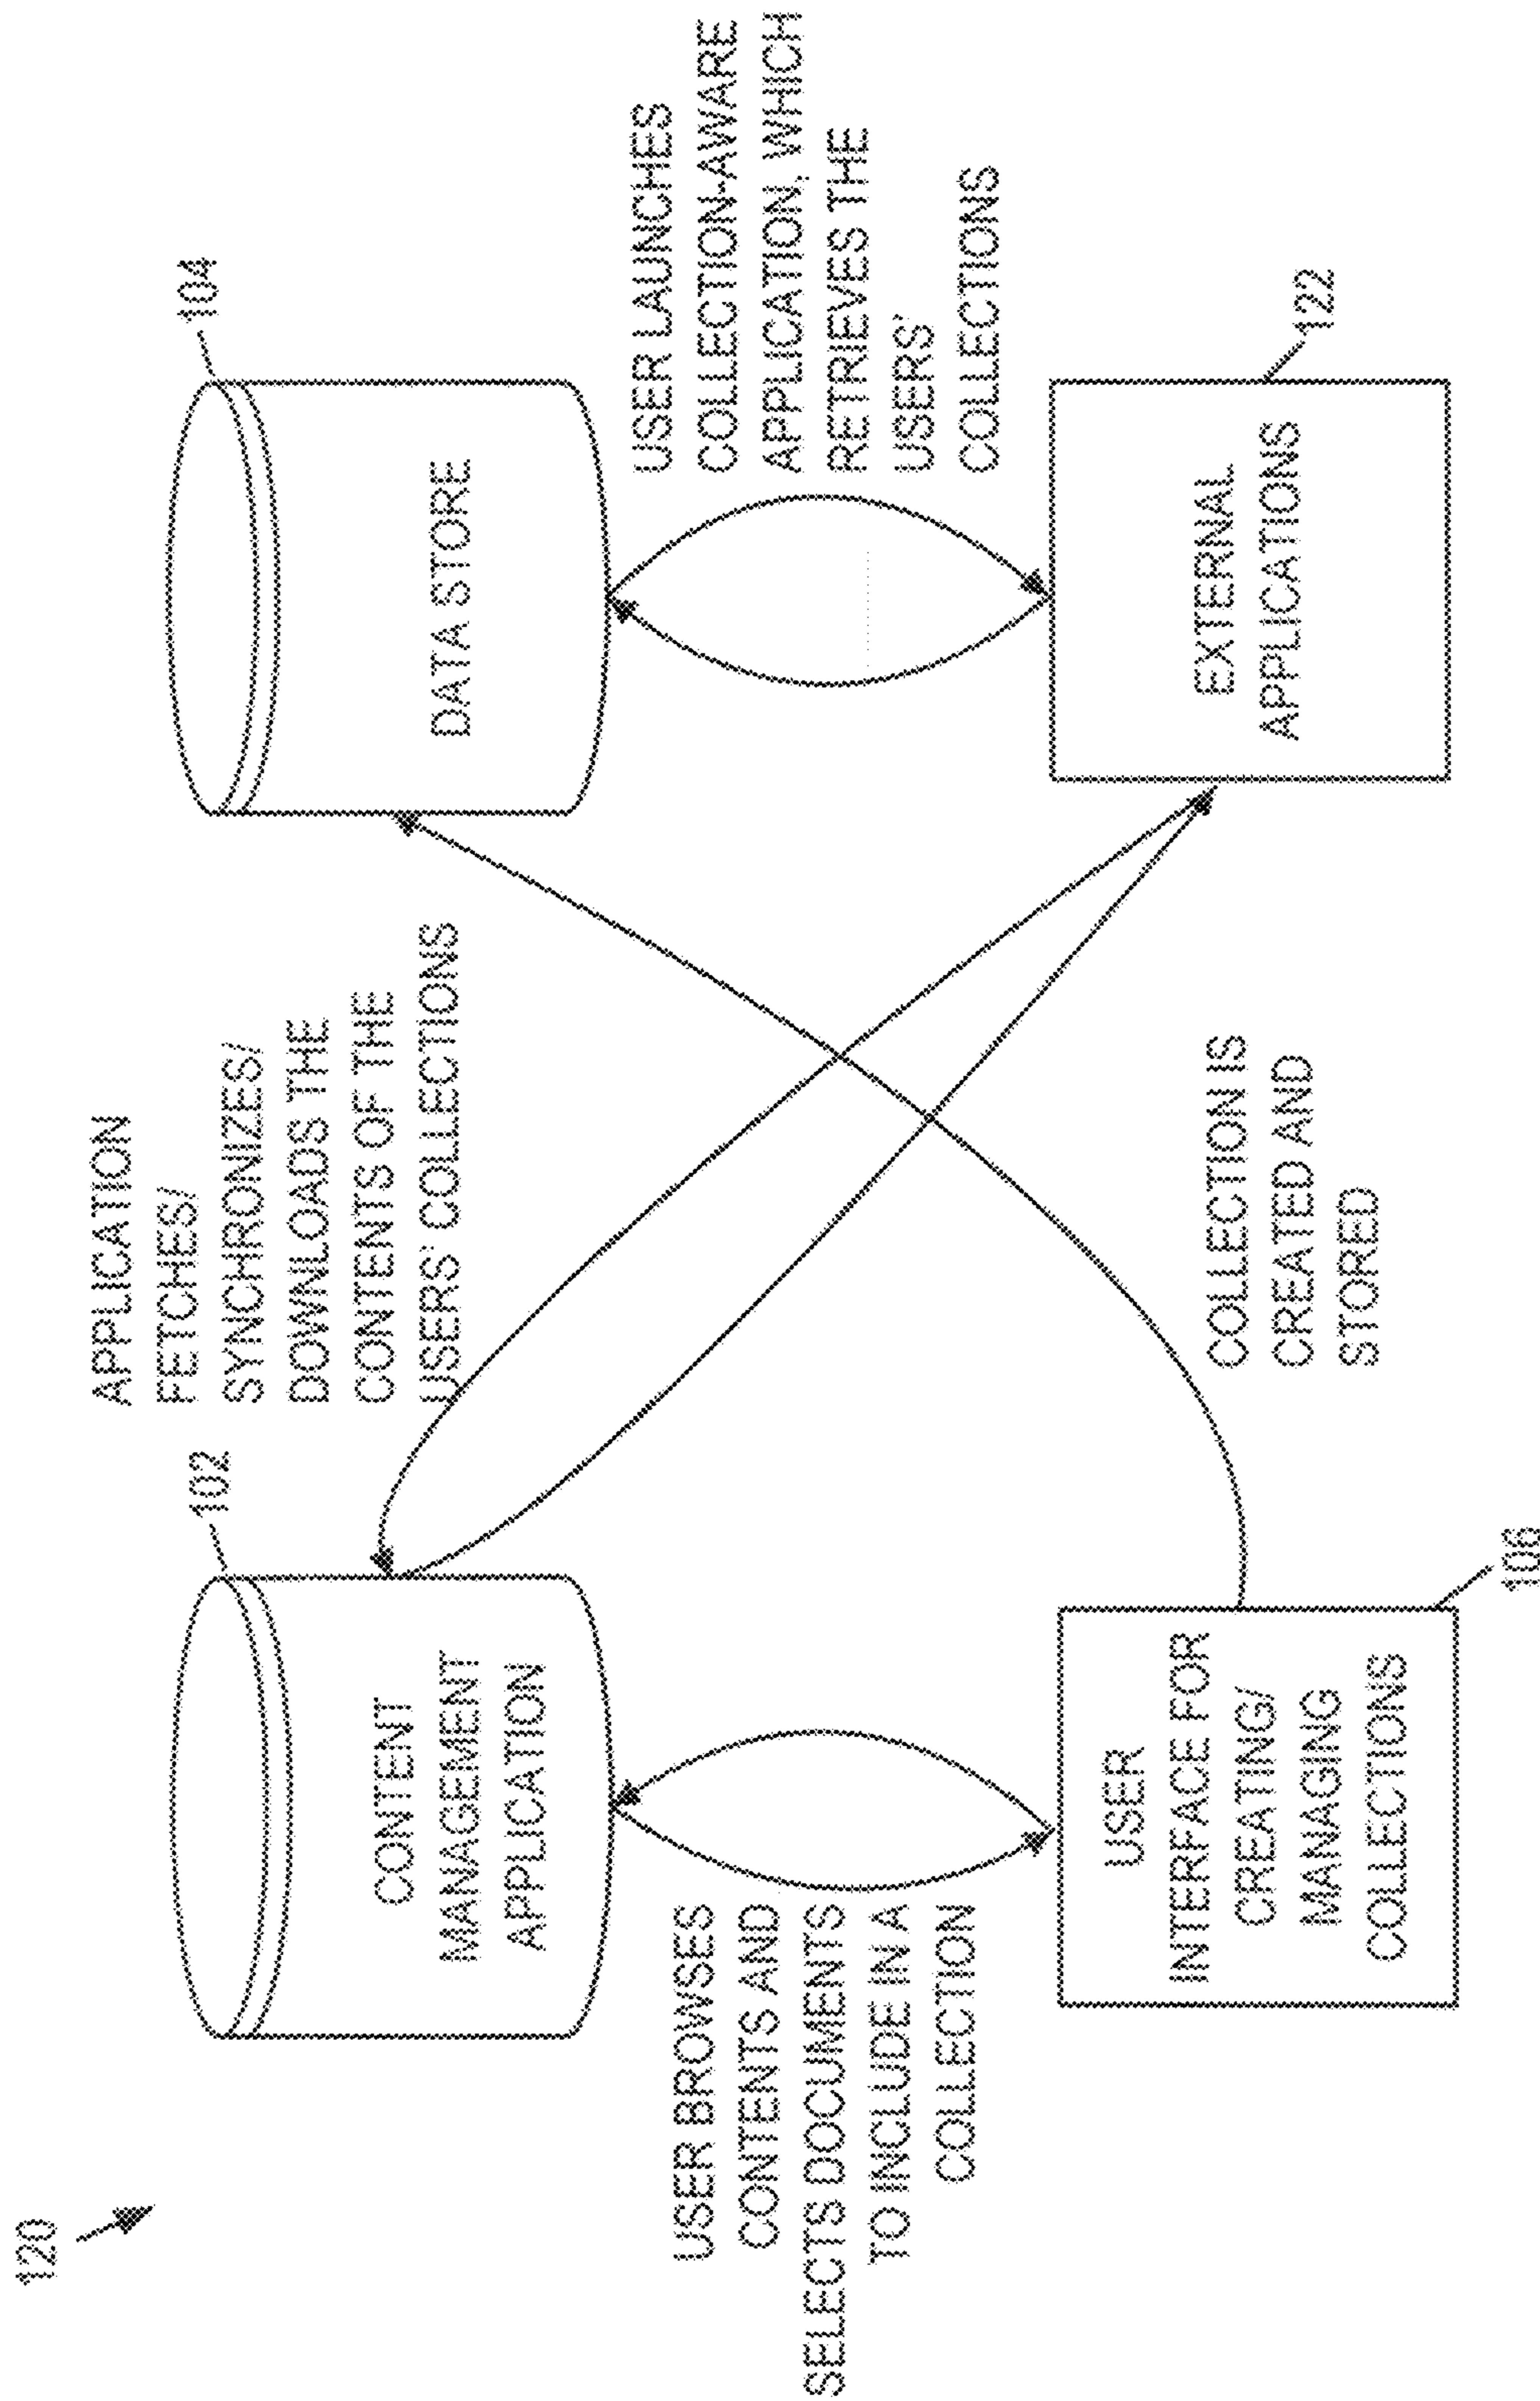 120
102
104
CONTENT
MANAGEMENT
APPLICATION
APPLICATION
FETCHES/
SYNCHRONIZES/
DOWNLOADS THE
CONTENTS OF THE
USERS' COLLECTIONS
DATA STORE
USER BROWSES
CONTENTS AND
SELECTS DOCUMENTS
TO INCLUDE IN A
COLLECTION
USER LAUNCHES
COLLECTION-AWARE
APPLICATION, WHICH
RETRIEVES THE
USERS'
COLLECTIONS
USER
INTERFACE FOR
CREATING/
MANAGING
COLLECTIONS
106
COLLECTION IS
CREATED AND
STORED
EXTERNAL
APPLICATIONS
122